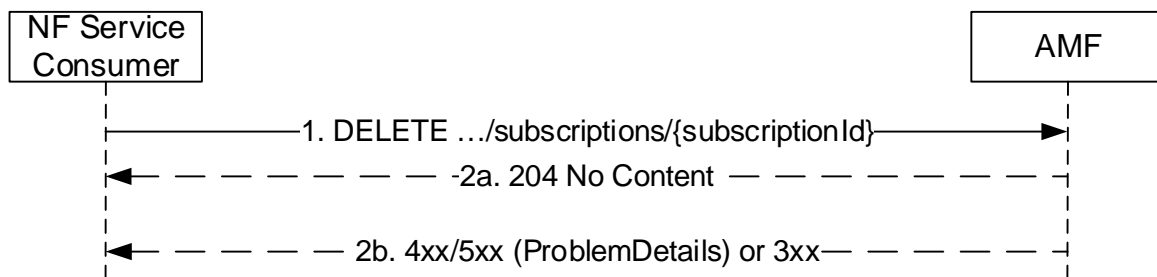 NF Service
Consumer
AMF
1. DELETE …/subscriptions/{subscriptionId}
2a. 204 No Content
2b. 4xx/5xx (ProblemDetails) or 3xx